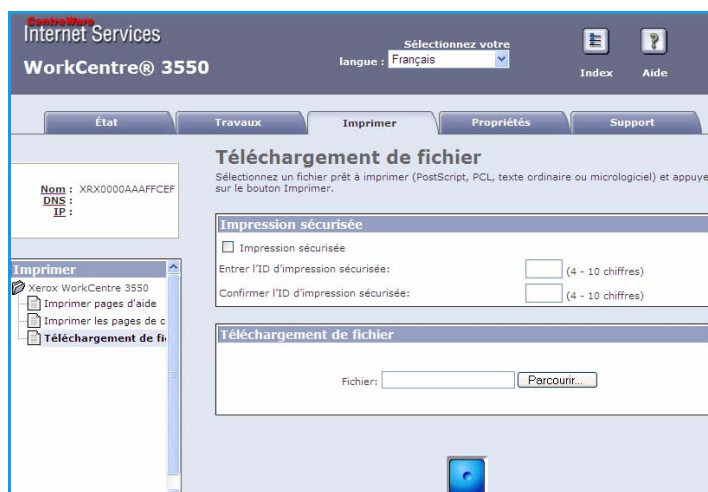 CentreWare
Internet Services
WorkCentre® 3550
Sélectionnez votre
langue : Français
Index
Aide
État
Travaux
Imprimer
Propriétés
Support
Nom : XRX0000AAAFFCEF
DNS :
IP :
Téléchargement de fichier
Sélectionnez un fichier prêt à imprimer (PostScript, PCL, texte ordinaire ou micrologiciel) et appuye
sur le bouton Imprimer.
Impression sécurisée
Impression sécurisée
Entrer l'ID d'impression sécurisée: (4 - 10 chiffres)
Confirmer l'ID d'impression sécurisée: (4 - 10 chiffres)
Imprimer
Xerox WorkCentre 3550
Imprimer pages d'aide
Imprimer les pages de c
Téléchargement de fi
Téléchargement de fichier
Fichier: Parcourir...